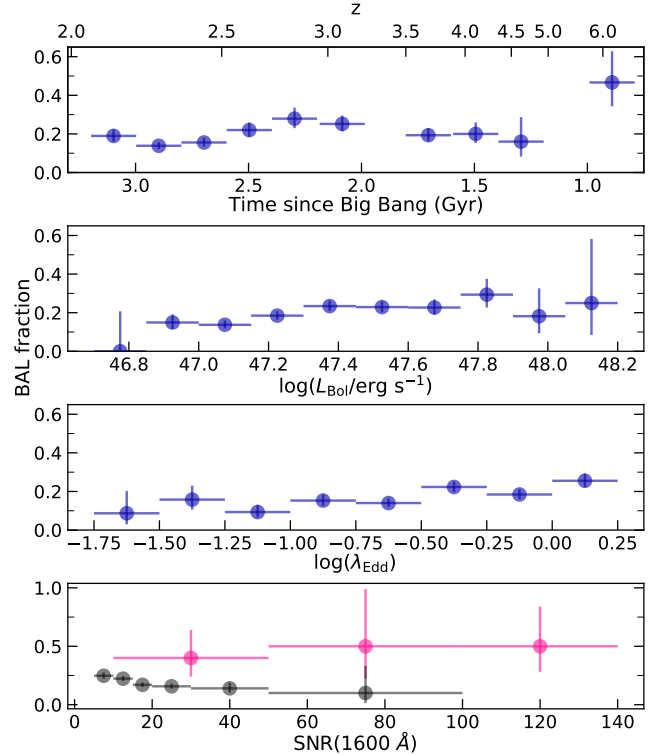 z
2.0 2.5 3.0 3.5 4.0 4.5 5.0 6.0
0.6
0.4
0.2
0.0
3.0 2.5 2.0 1.5 1.0
Time since Big Bang (Gyr)
0.6
0.4
0.2
0.0
46.8 47.0 47.2 47.4 47.6 47.8 48.0 48.2
log(L_Bol/erg s⁻¹)
BAL fraction
0.6
0.4
0.2
0.0
−1.75 −1.50 −1.25 −1.00 −0.75 −0.50 −0.25 0.00 0.25
log(λ_Edd)
1.0
0.5
0.0
0 20 40 60 80 100 120 140
SNR(1600 Å)